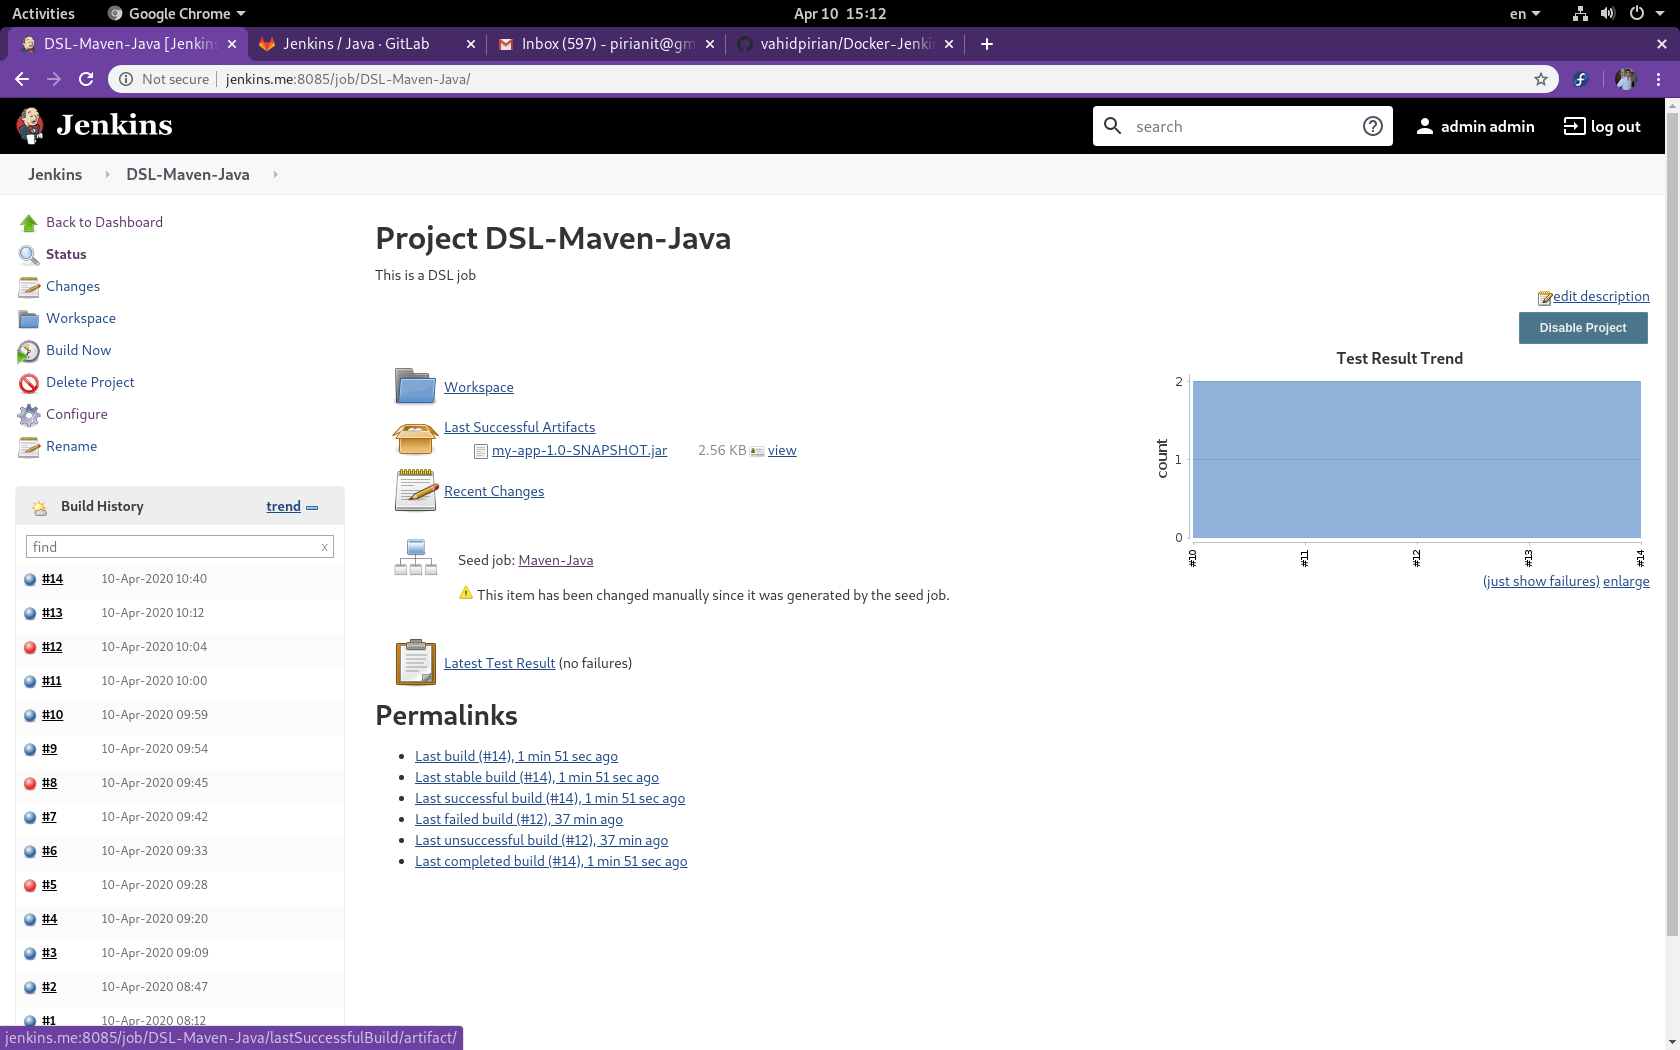 Activities Google Chrome Apr 10 15:12 en
DSL-Maven-Java [Jenkins Jenkins / Java · GitLab Inbox (597) - pirianit@gm vahidpirian/Docker-Jenki
Not secure jenkins.me:8085/job/DSL-Maven-Java/
Jenkins search admin admin log out
Jenkins DSL-Maven-Java
Back to Dashboard
Status
Changes
Workspace
Build Now
Delete Project
Configure
Rename
Build History trend
find x
#14 10-Apr-2020 10:40
#13 10-Apr-2020 10:12
#12 10-Apr-2020 10:04
#11 10-Apr-2020 10:00
#10 10-Apr-2020 09:59
#9 10-Apr-2020 09:54
#8 10-Apr-2020 09:45
#7 10-Apr-2020 09:42
#6 10-Apr-2020 09:33
#5 10-Apr-2020 09:28
#4 10-Apr-2020 09:20
#3 10-Apr-2020 09:09
#2 10-Apr-2020 08:47
#1 10-Apr-2020 08:12
jenkins.me:8085/job/DSL-Maven-Java/lastSuccessfulBuild/artifact/
Project DSL-Maven-Java
This is a DSL job
edit description
Disable Project
Workspace
Last Successful Artifacts
my-app-1.0-SNAPSHOT.jar 2.56 KB view
Recent Changes
Seed job: Maven-Java
This item has been changed manually since it was generated by the seed job.
Latest Test Result (no failures)
Test Result Trend
count
2
1
0
#10 #11 #12 #13 #14
(just show failures) enlarge
Permalinks
Last build (#14), 1 min 51 sec ago
Last stable build (#14), 1 min 51 sec ago
Last successful build (#14), 1 min 51 sec ago
Last failed build (#12), 37 min ago
Last unsuccessful build (#12), 37 min ago
Last completed build (#14), 1 min 51 sec ago